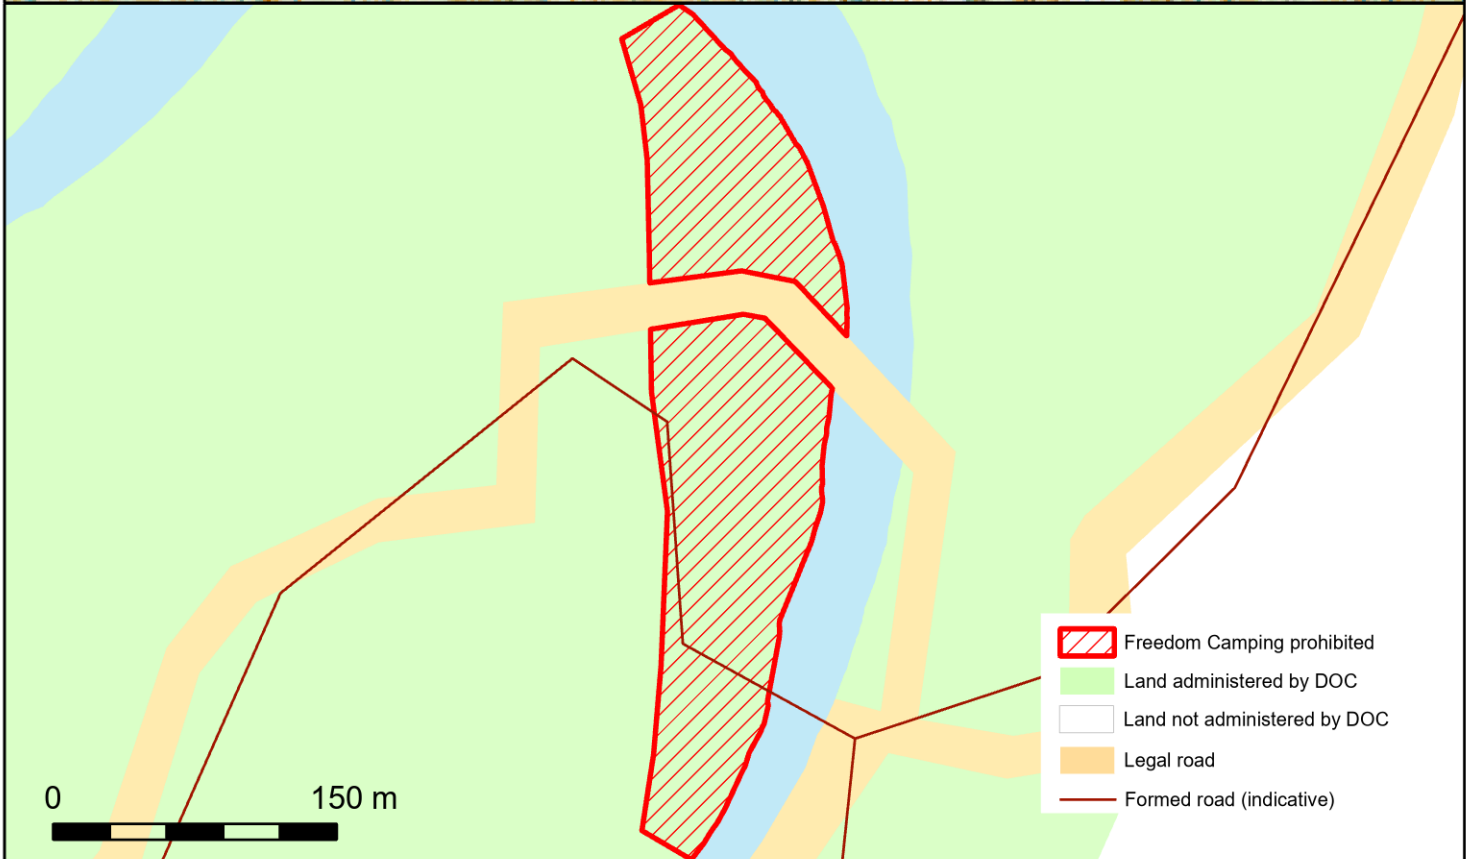 Freedom Camping prohibited
Land administered by DOC
Land not administered by DOC
Legal road
Formed road (indicative)
0 150 m